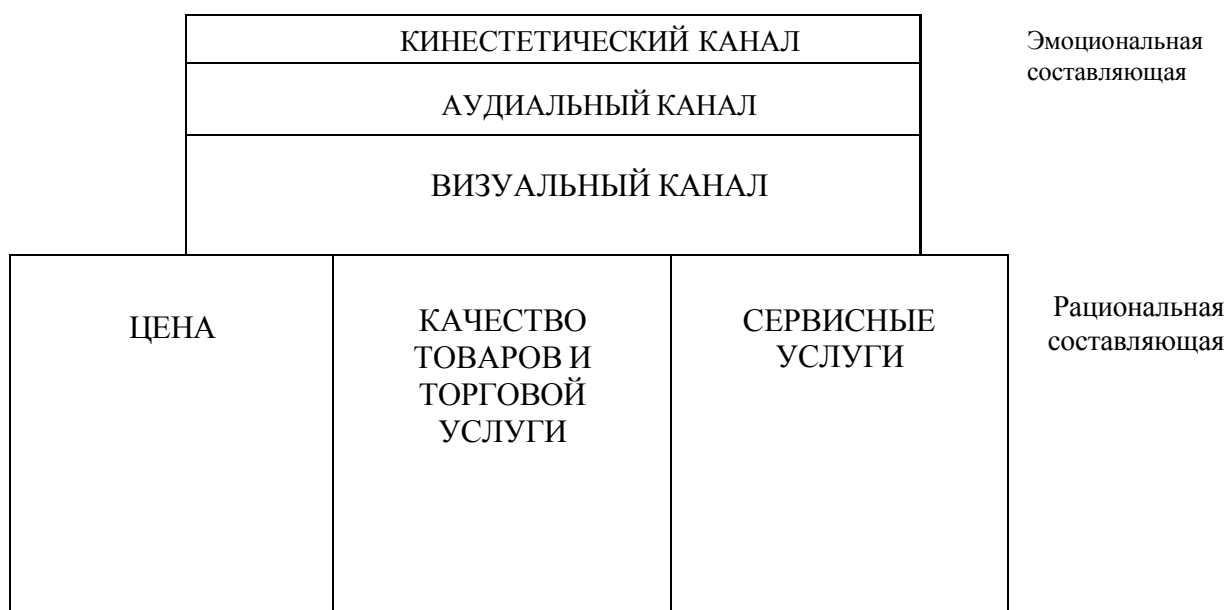 КИНЕСТЕТИЧЕСКИЙ КАНАЛ
Эмоциональная
составляющая
АУДИАЛЬНЫЙ КАНАЛ
ВИЗУАЛЬНЫЙ КАНАЛ
ЦЕНА
КАЧЕСТВО
ТОВАРОВ И
ТОРГОВОЙ
УСЛУГИ
СЕРВИСНЫЕ
УСЛУГИ
Рациональная
составляющая